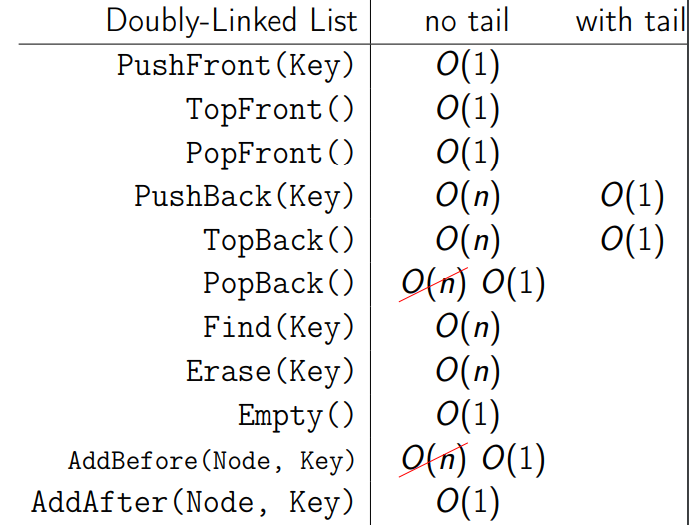 Doubly-Linked List no tail with tail
PushFront(Key) O(1)
TopFront() O(1)
PopFront() O(1)
PushBack(Key) O(n) O(1)
TopBack() O(n) O(1)
PopBack() O(n) O(1)
Find(Key) O(n)
Erase(Key) O(n)
Empty() O(1)
AddBefore(Node, Key) O(n) O(1)
AddAfter(Node, Key) O(1)